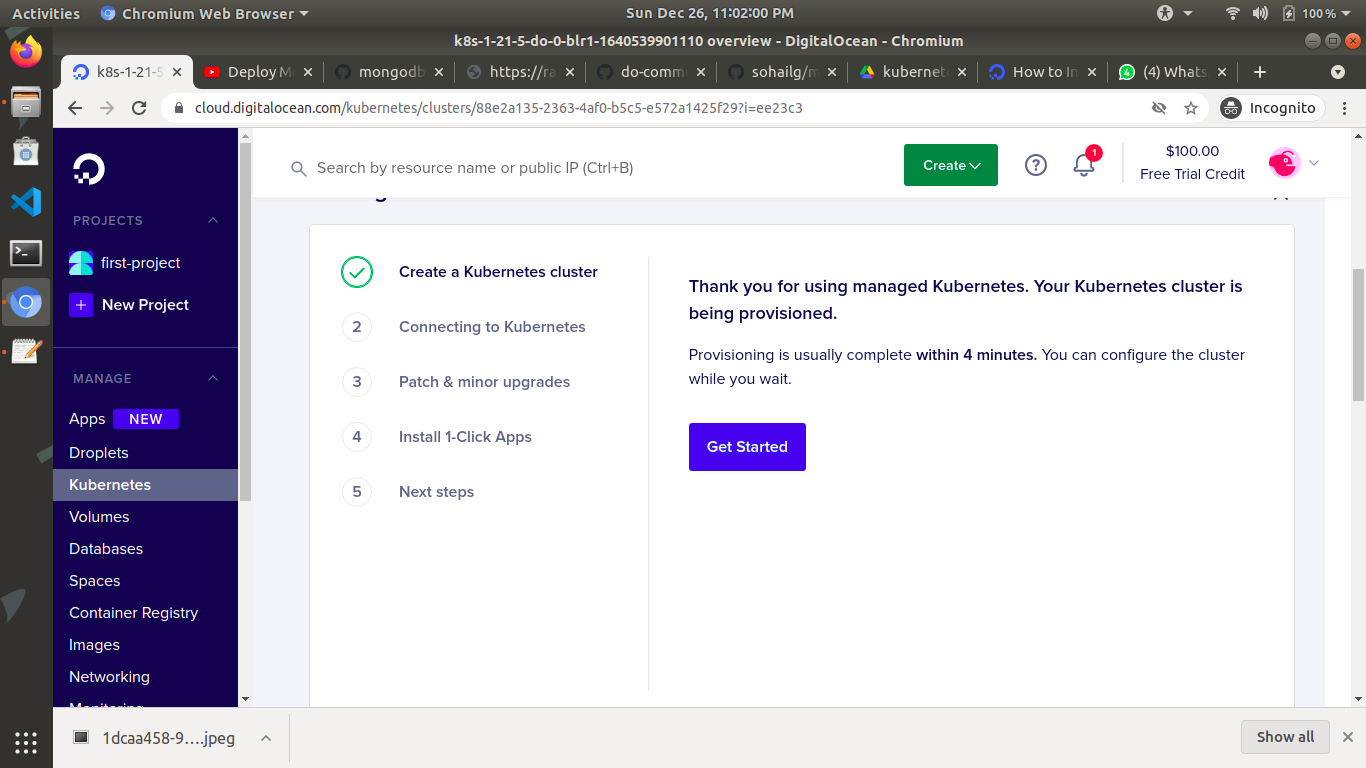 Activities Chromium Web Browser Sun Dec 26, 11:02:00 PM 100 %
k8s-1-21-5-do-0-blr1-1640539901110 overview - DigitalOcean - Chromium
k8s-1-21-5 Deploy M mongodb https://ra do-comm sohailg/m kubernet How to In (4) Whats
cloud.digitalocean.com/kubernetes/clusters/88e2a135-2363-4af0-b5c5-e572a1425f29?i=ee23c3 Incognito
Search by resource name or public IP (Ctrl+B)
Create
1
$100.00
Free Trial Credit
PROJECTS
first-project
New Project
MANAGE
Apps NEW
Droplets
Kubernetes
Volumes
Databases
Spaces
Container Registry
Images
Networking
Monitoring
Create a Kubernetes cluster
2 Connecting to Kubernetes
3 Patch & minor upgrades
4 Install 1-Click Apps
5 Next steps
Thank you for using managed Kubernetes. Your Kubernetes cluster is
being provisioned.
Provisioning is usually complete within 4 minutes. You can configure the cluster
while you wait.
Get Started
1dcaa458-9....jpeg
Show all